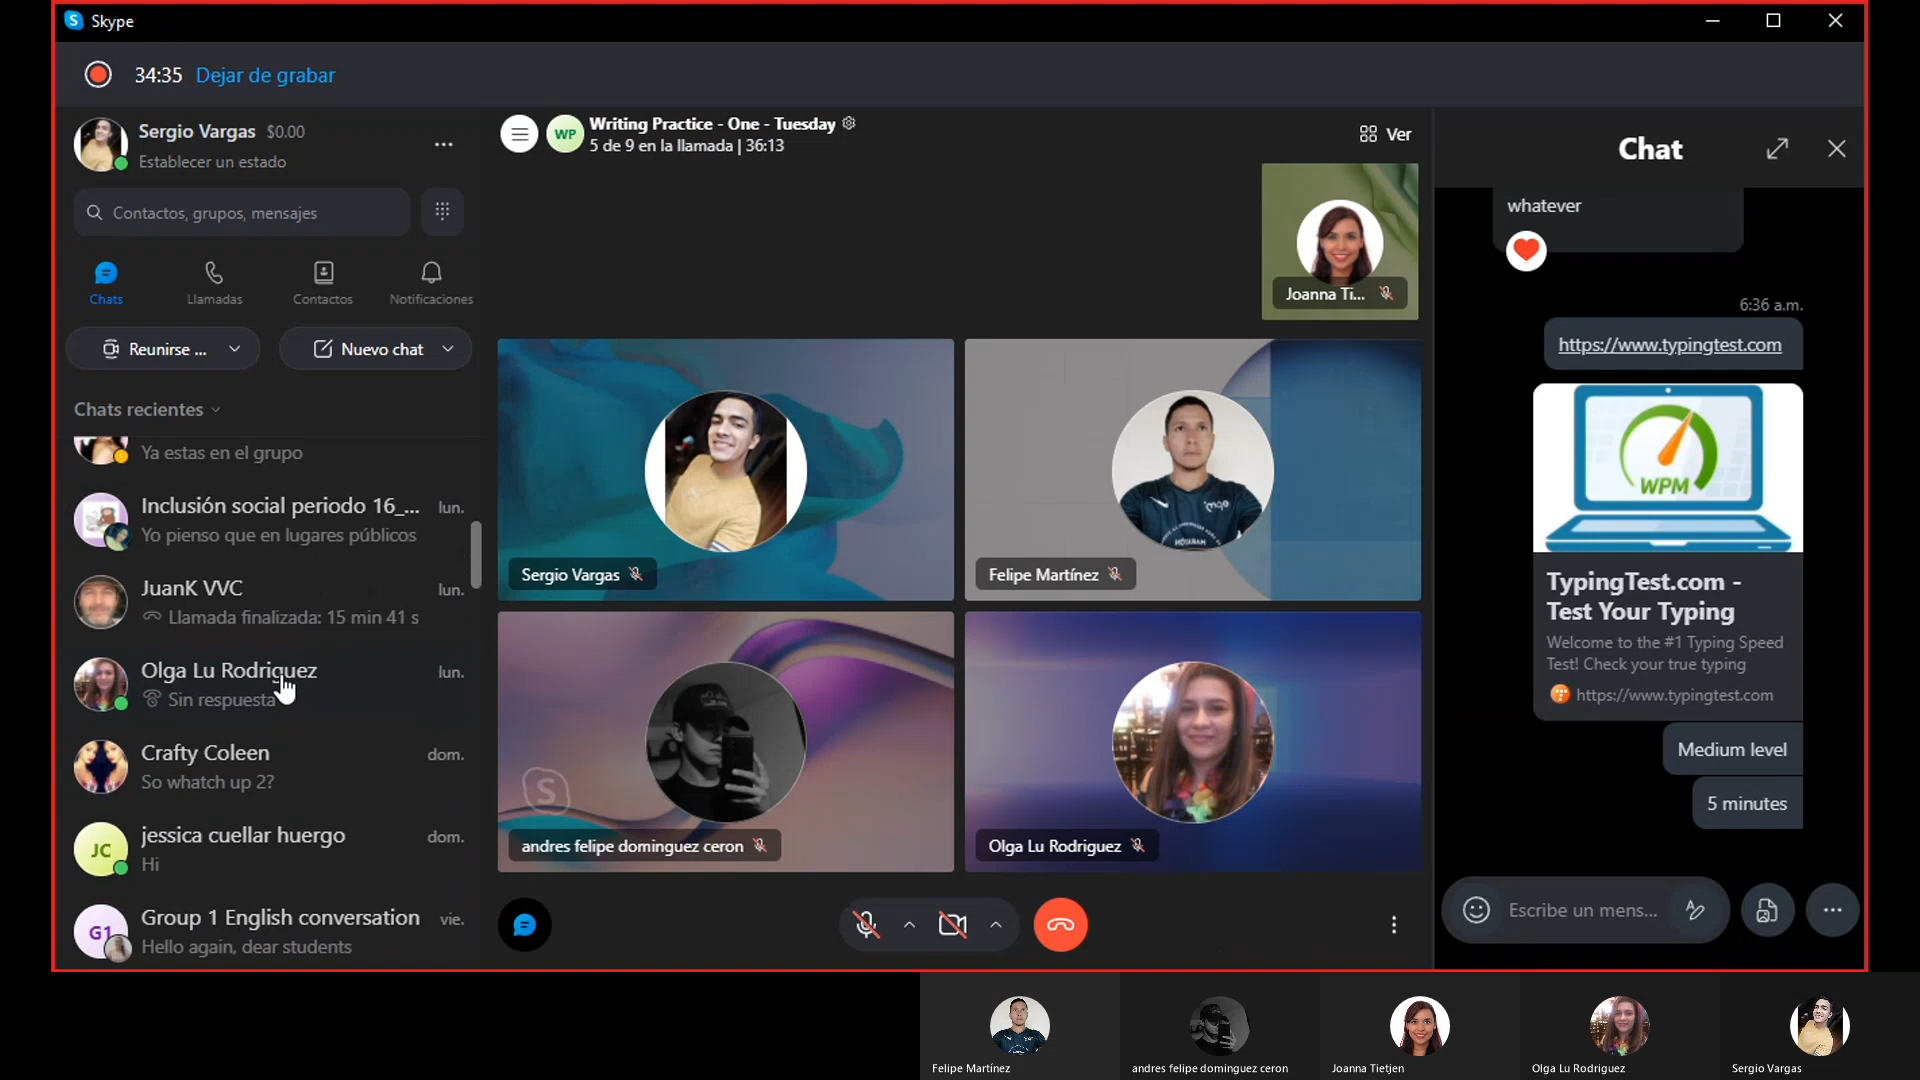 Skype
34:35 Dejar de grabar
Sergio Vargas $0.00
Establecer un estado
Contactos, grupos, mensajes
Chats
Llamadas
Contactos
Notificaciones
Reunirse ...
Nuevo chat
Chats recientes
Ya estas en el grupo
Inclusión social periodo 16_... lun.
Yo pienso que en lugares públicos
JuanK VVC lun.
Llamada finalizada: 15 min 41 s
Olga Lu Rodriguez lun.
Sin respuesta
Crafty Coleen dom.
So whatch up 2?
JC
jessica cuellar huergo dom.
Hi
G1
Group 1 English conversation vie.
Hello again, dear students
WP
Writing Practice - One - Tuesday
5 de 9 en la llamada | 36:13
Ver
Joanna Ti...
Sergio Vargas
Felipe Martínez
andres felipe dominguez ceron
Olga Lu Rodriguez
Chat
whatever
6:36 a.m.
https://www.typingtest.com
WPM
TypingTest.com -
Test Your Typing
Welcome to the #1 Typing Speed
Test! Check your true typing
https://www.typingtest.com
Medium level
5 minutes
Escribe un mens...
Felipe Martínez
andres felipe dominguez ceron
Joanna Tietjen
Olga Lu Rodriguez
Sergio Vargas